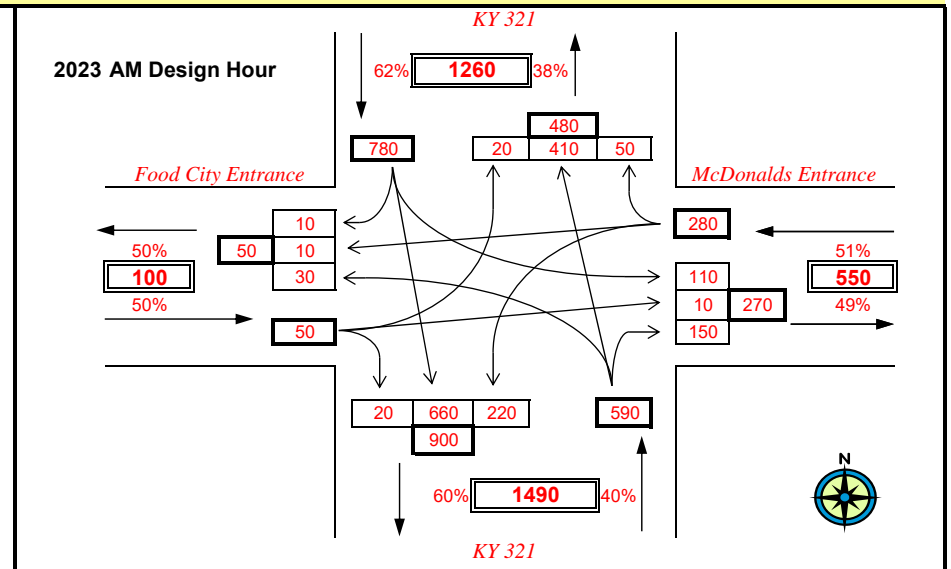 KY 321
2023 AM Design Hour
62% 1260 38%
480
780 20 410 50
Food City Entrance McDonalds Entrance
10 280
50% 50 10 51%
100 30 110 550
50% 10 270 49%
50 150
20 660 220 590
900
N
60% 1490 40%
KY 321